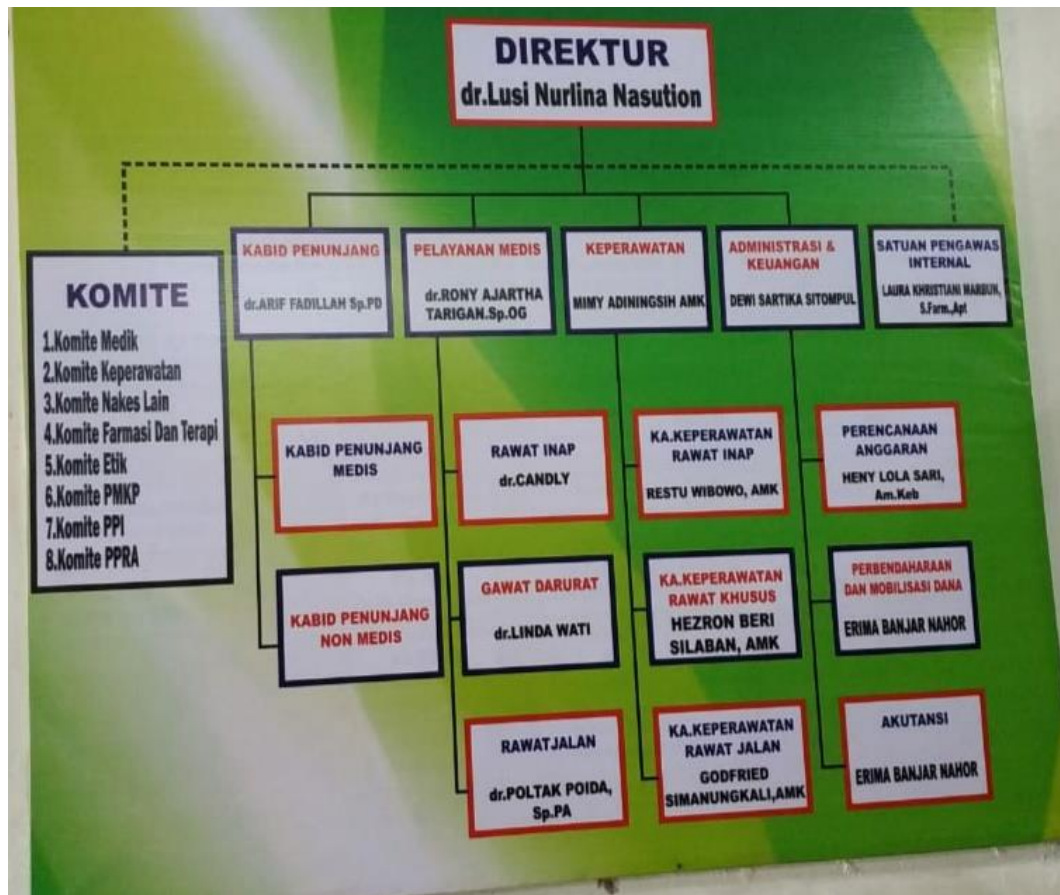 DIREKTUR
dr.Lusi Nurlina Nasution
KOMITE
1.Komite Medik
2.Komite Keperawatan
3.Komite Nakes Lain
4.Komite Farmasi Dan Terapi
5.Komite Etik
6.Komite PMKP
7.Komite PPI
8.Komite PPRA
KABID PENUNJANG
dr.ARIF FADILLAH Sp.PD
PELAYANAN MEDIS
dr.RONY AJARTHA
TARIGAN.Sp.OG
KEPERAWATAN
MIMY ADININGSIH AMK
ADMINISTRASI &
KEUANGAN
DEWI SARTIKA SITOMPUL
SATUAN PENGAWAS
INTERNAL
LAURA KHRISTIANI MARBUN,
S.Farm.,Apt
KABID PENUNJANG
MEDIS
RAWAT INAP
dr.CANDLY
KA.KEPERAWATAN
RAWAT INAP
RESTU WIBOWO, AMK
PERENCANAAN
ANGGARAN
HENY LOLA SARI,
Am.Keb
KABID PENUNJANG
NON MEDIS
GAWAT DARURAT
dr.LINDA WATI
KA.KEPERAWATAN
RAWAT KHUSUS
HEZRON BERI
SILABAN, AMK
PERBENDAHARAAN
DAN MOBILISASI DANA
ERIMA BANJAR NAHOR
RAWATJALAN
dr.POLTAK POIDA,
Sp.PA
KA.KEPERAWATAN
RAWAT JALAN
GODFRIED
SIMANUNGKALI,AMK
AKUTANSI
ERIMA BANJAR NAHOR